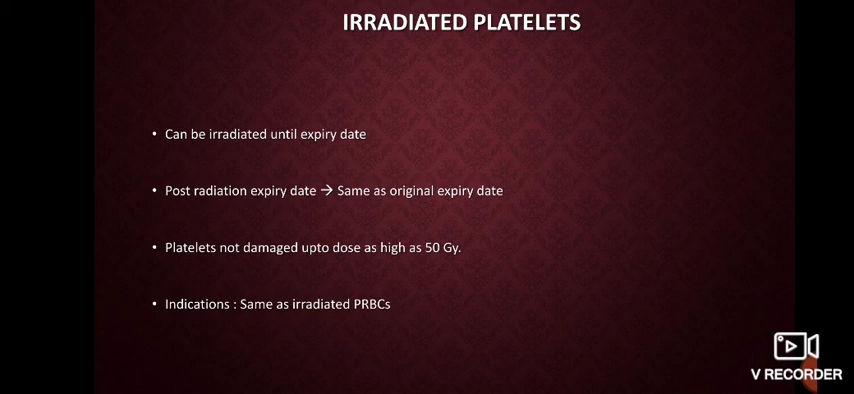 IRRADIATED PLATELETS
• Can be irradiated until expiry date
• Post radiation expiry date → Same as original expiry date
• Platelets not damaged upto dose as high as 50 Gy.
• Indications : Same as irradiated PRBCs
V RECORDER